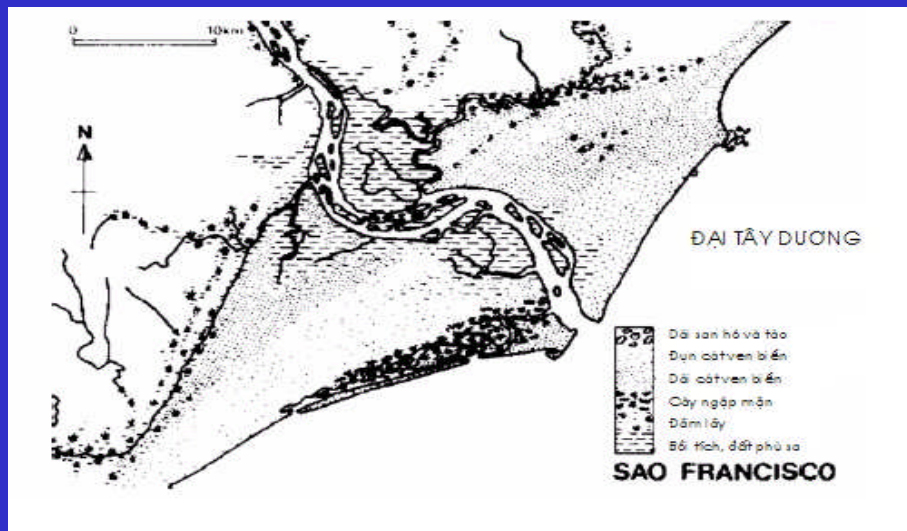 0 10km
N
ĐẠI TÂY DƯƠNG
Dải san hô và tảo
Đụn cát ven biển
Dải cát ven biển
Cây ngập mặn
Đầm lầy
Bồi tích, đất phù sa
SAO FRANCISCO